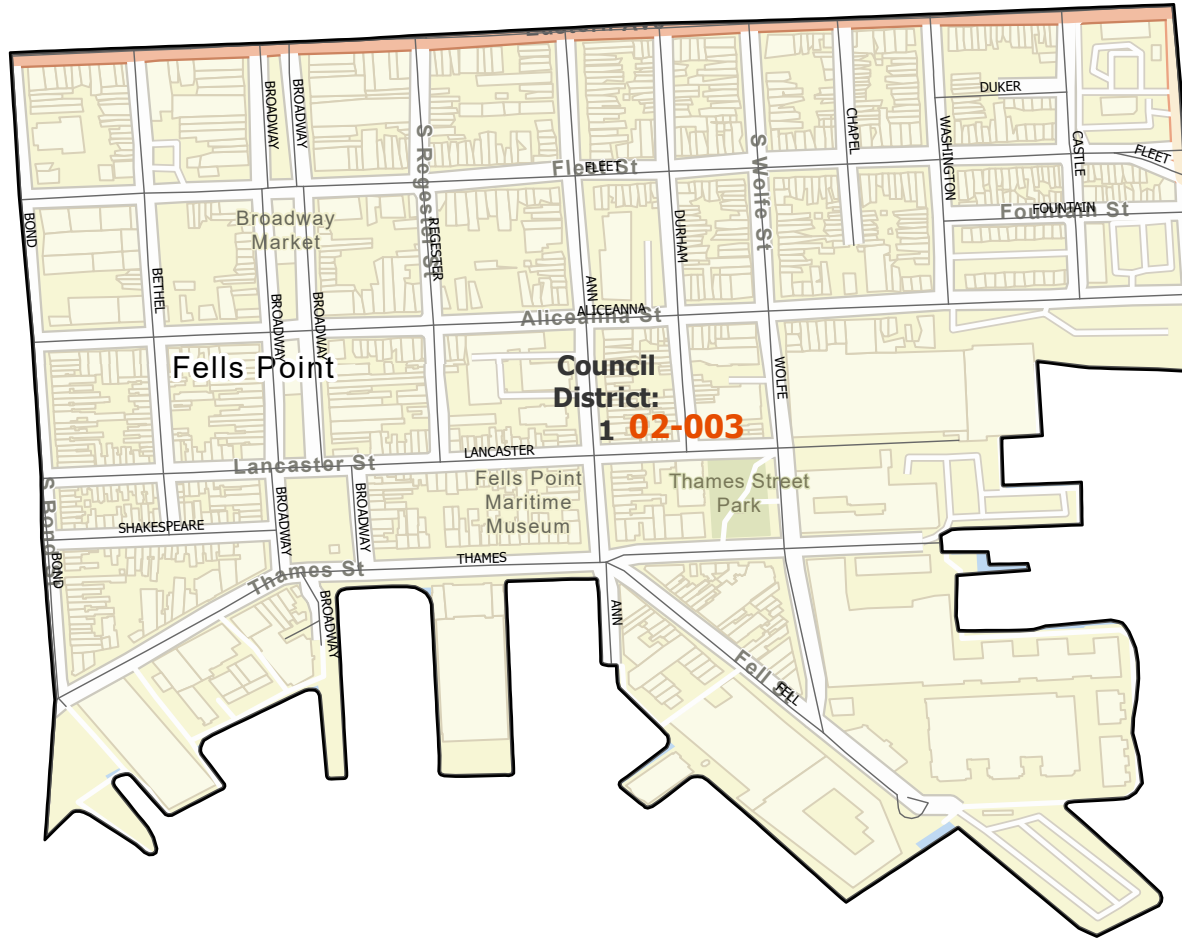 Eastern Ave
DUKER
BROADWAY
BROADWAY
CHAPEL
WASHINGTON
CASTLE
S Regester St
S Wolfe St
FLEET
Fleet St
FLEET
BOND
Broadway
Market
REGESTER
DURHAM
Fountain St
FOUNTAIN
BETHEL
ANN
BROADWAY
BROADWAY
Aliceanna St
ALICEANNA
Fells Point
Council
District:
1 02-003
WOLFE
Lancaster St
LANCASTER
S Bond St
Fells Point
Maritime
Museum
Thames Street
Park
BROADWAY
BROADWAY
SHAKESPEARE
BOND
Thames St
THAMES
BROADWAY
ANN
Fell St
FELL